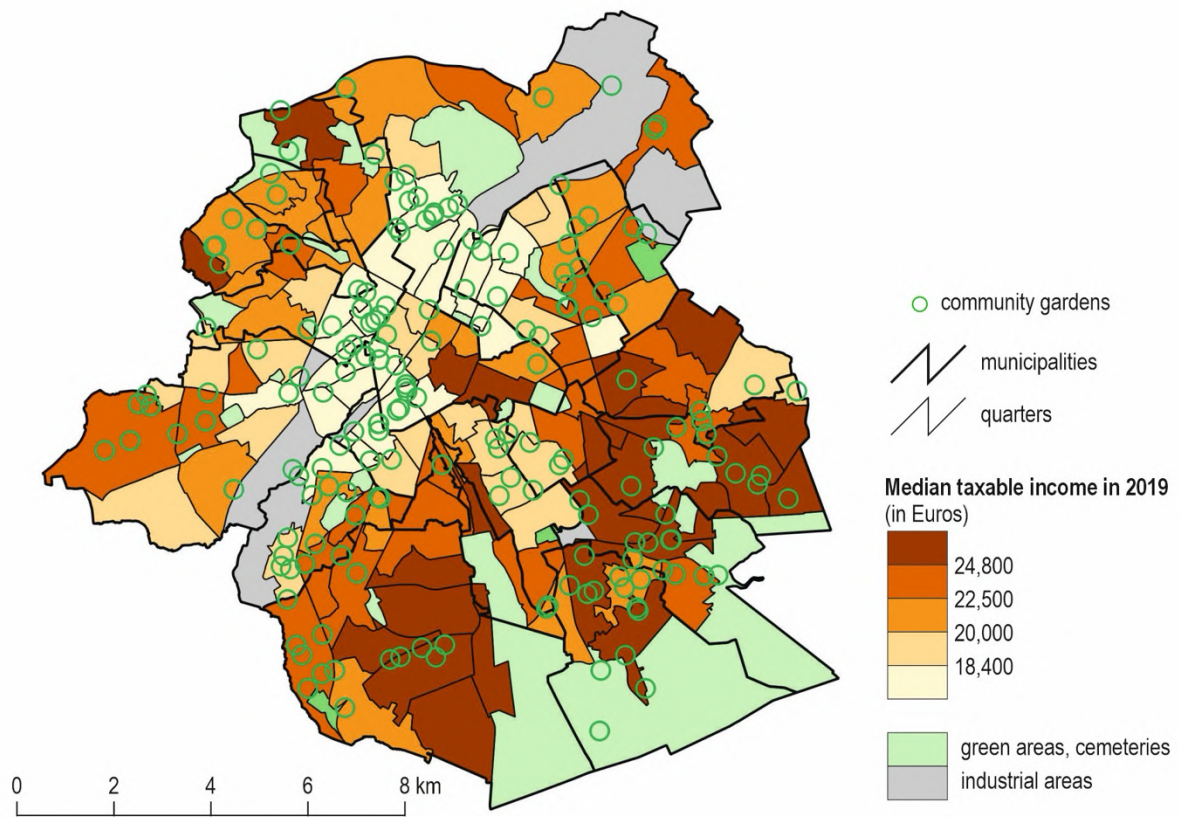 community gardens
municipalities
quarters
Median taxable income in 2019
(in Euros)
24,800
22,500
20,000
18,400
green areas, cemeteries
industrial areas
0 2 4 6 8 km